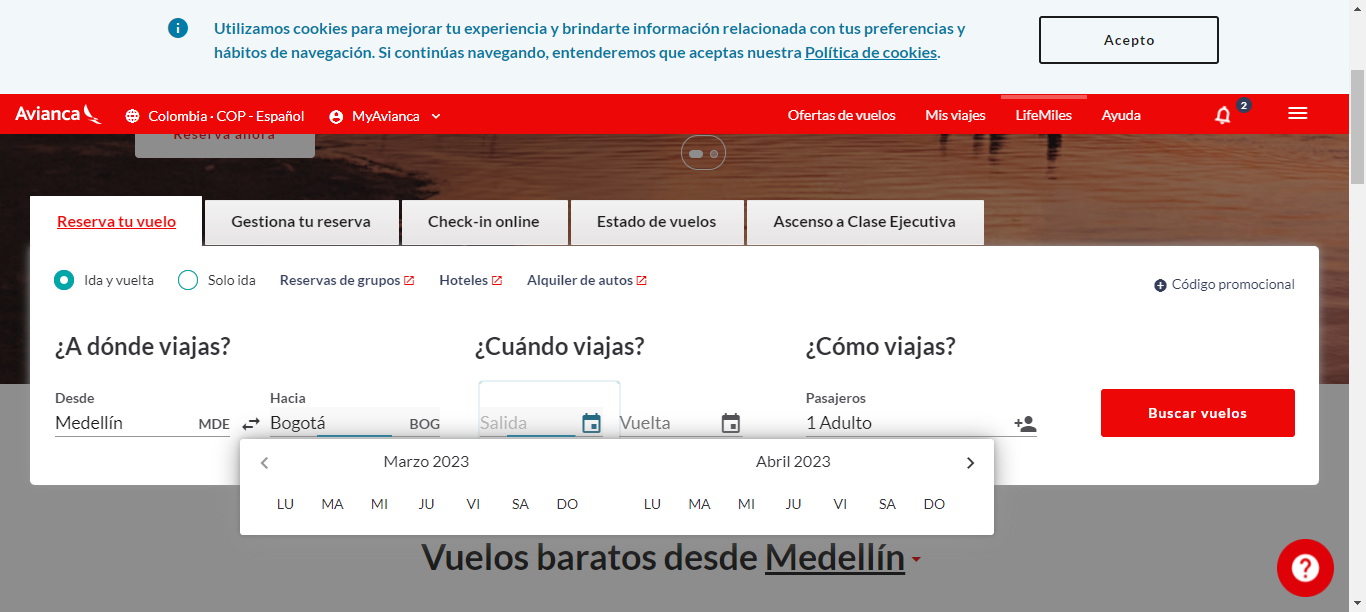 Utilizamos cookies para mejorar tu experiencia y brindarte información relacionada con tus preferencias y
hábitos de navegación. Si continúas navegando, entenderemos que aceptas nuestra Política de cookies.
Acepto
Avianca Colombia · COP - Español MyAvianca Ofertas de vuelos Mis viajes LifeMiles Ayuda 2
Reserva ahora
Reserva tu vuelo Gestiona tu reserva Check-in online Estado de vuelos Ascenso a Clase Ejecutiva
Ida y vuelta Solo ida Reservas de grupos Hoteles Alquiler de autos Código promocional
¿A dónde viajas? ¿Cuándo viajas? ¿Cómo viajas?
Desde Hacia Pasajeros
Medellín MDE Bogotá BOG Salida Vuelta 1 Adulto Buscar vuelos
Marzo 2023 Abril 2023
LU MA MI JU VI SA DO LU MA MI JU VI SA DO
Vuelos baratos desde Medellín